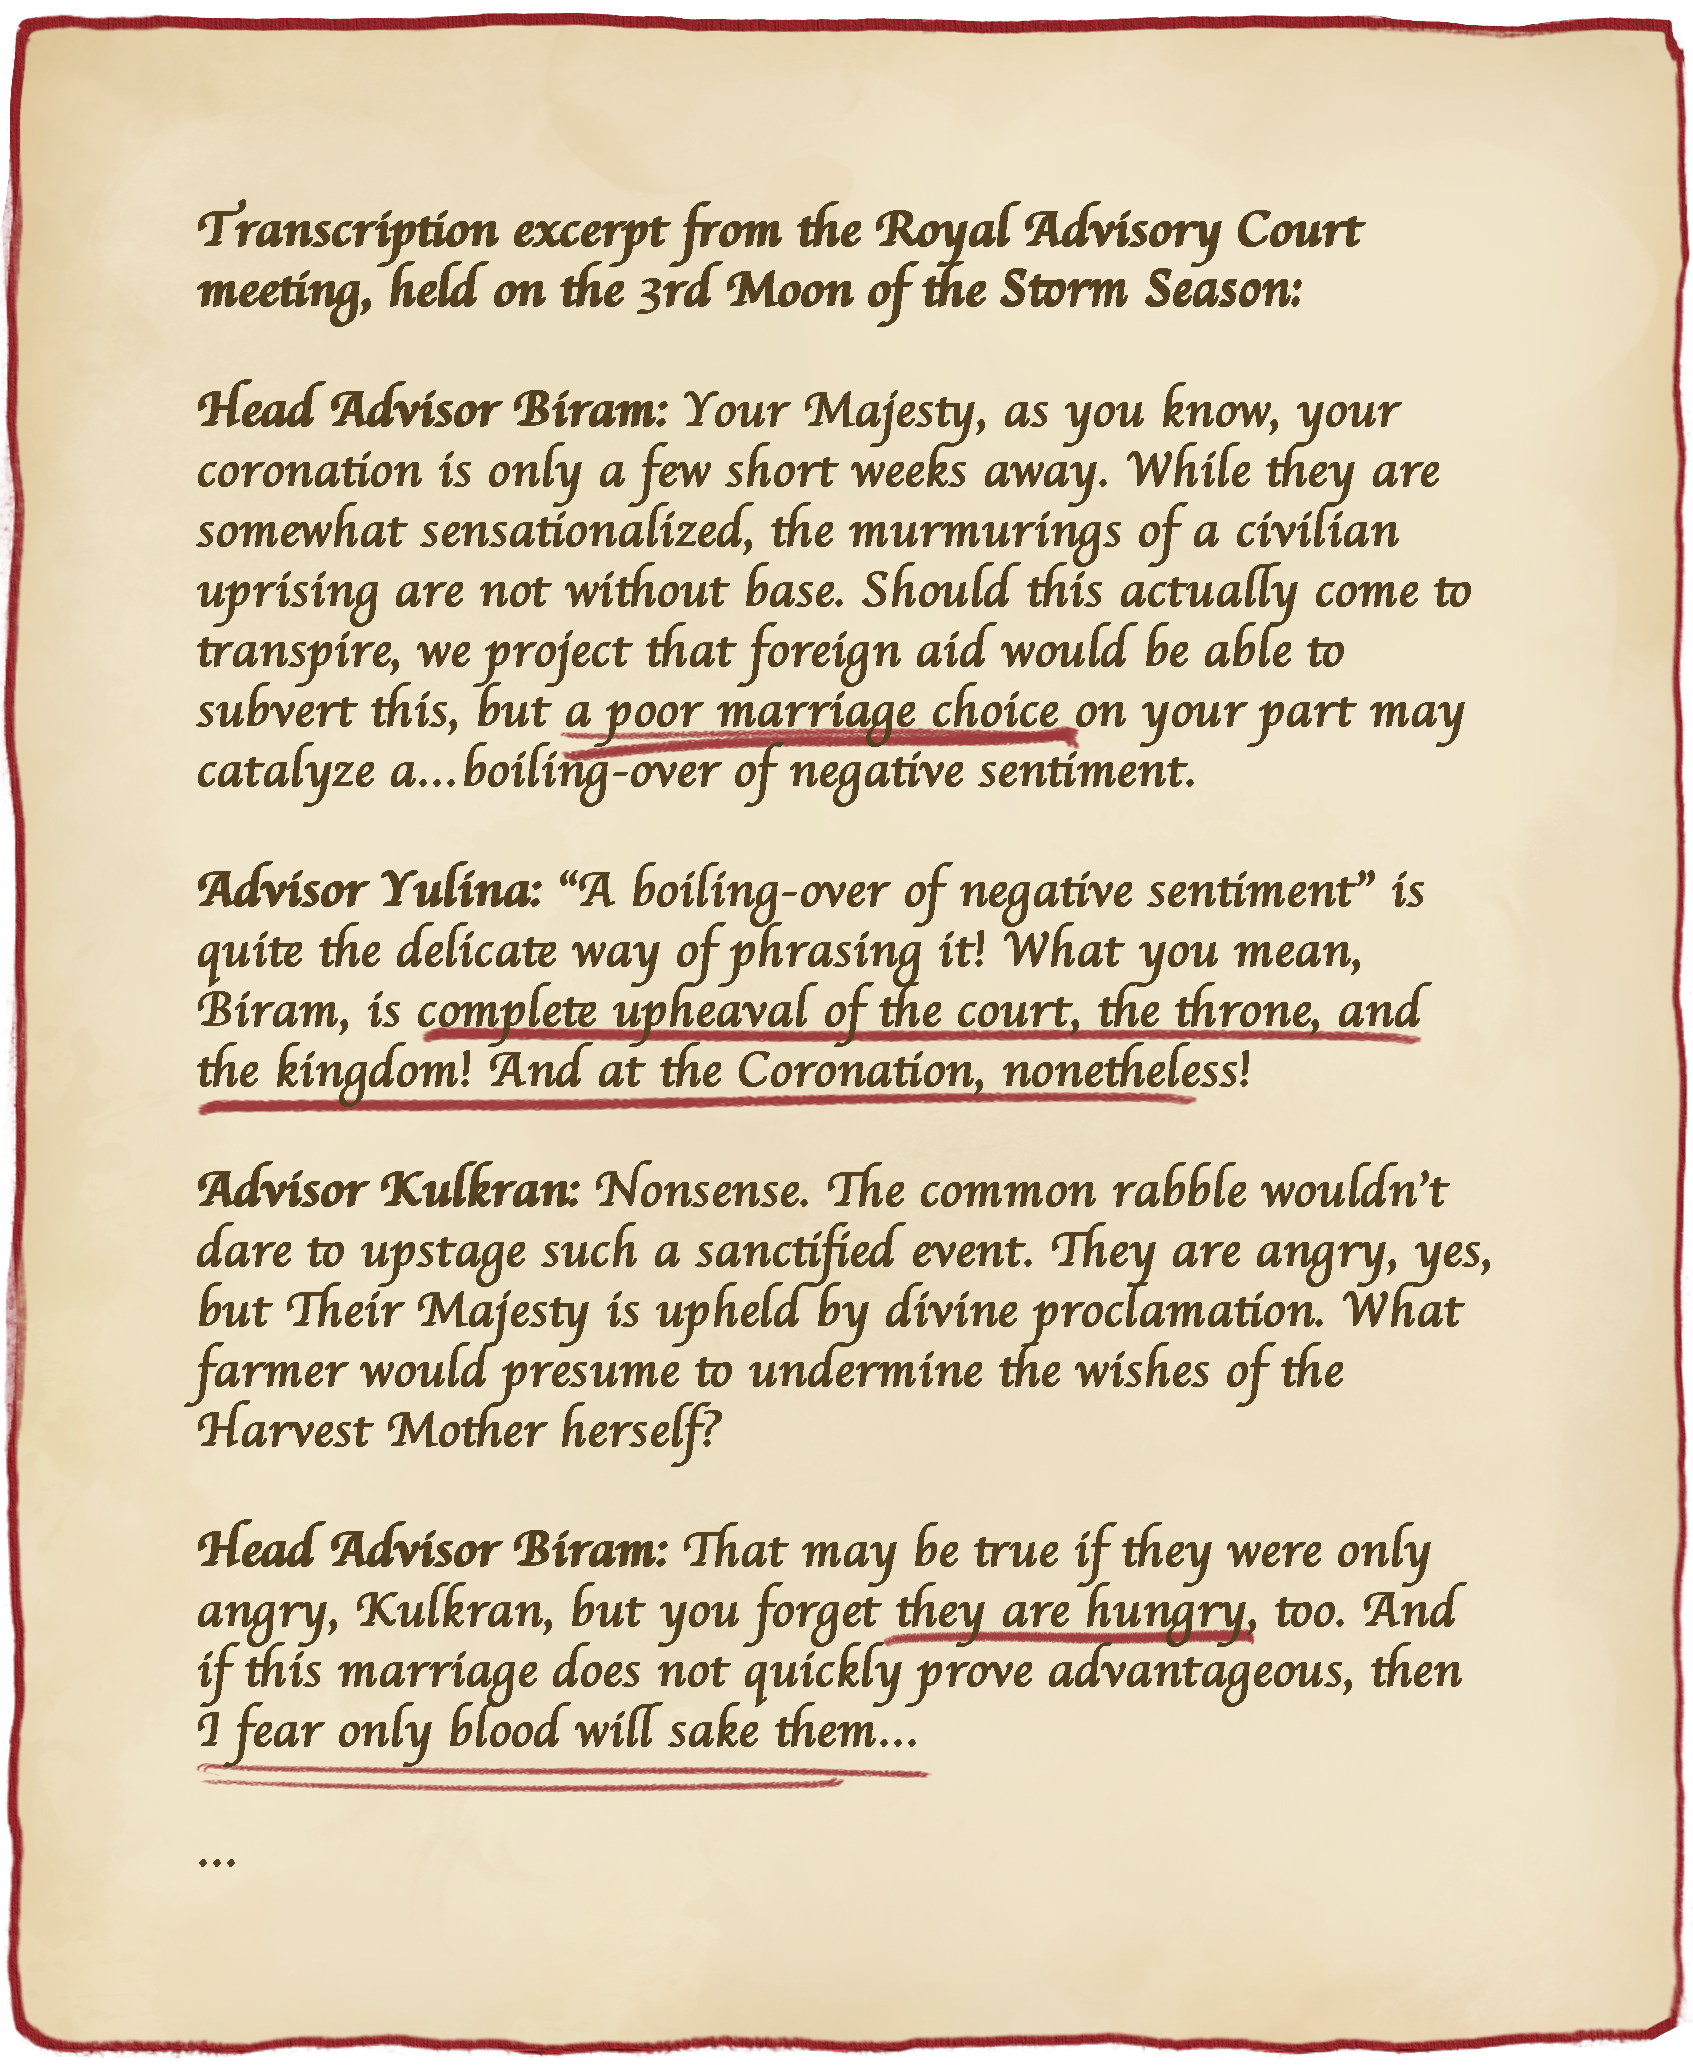 Transcription excerpt from the Royal Advisory Court
meeting, held on the 3rd Moon of the Storm Season:
Head Advisor Biram: Your Majesty, as you know, your
coronation is only a few short weeks away. While they are
somewhat sensationalized, the murmurings of a civilian
uprising are not without base. Should this actually come to
transpire, we project that foreign aid would be able to
subvert this, but a poor marriage choice on your part may
catalyze a...boiling-over of negative sentiment.
Advisor Yulina: “A boiling-over of negative sentiment” is
quite the delicate way of phrasing it! What you mean,
Biram, is complete upheaval of the court, the throne, and
the kingdom! And at the Coronation, nonetheless!
Advisor Kulkran: Nonsense. The common rabble wouldn’t
dare to upstage such a sanctified event. They are angry, yes,
but Their Majesty is upheld by divine proclamation. What
farmer would presume to undermine the wishes of the
Harvest Mother herself?
Head Advisor Biram: That may be true if they were only
angry, Kulkran, but you forget they are hungry, too. And
if this marriage does not quickly prove advantageous, then
I fear only blood will sake them...
...